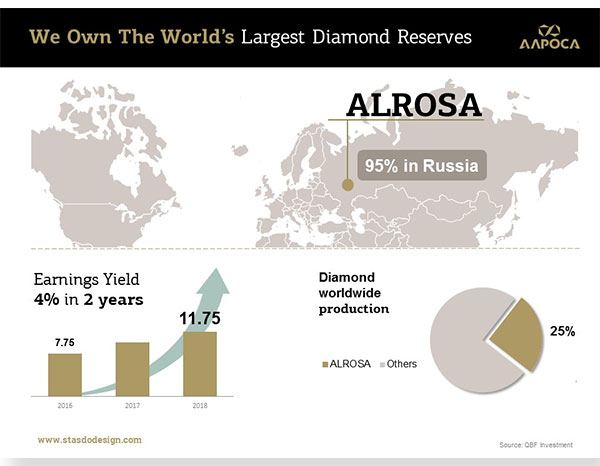 We Own The World's Largest Diamond Reserves
ΛΛPOCA
ALROSA
95% in Russia
Earnings Yield
4% in 2 years
7.75
11.75
2016
2017
2018
Diamond
worldwide
production
ALROSA
Others
25%
www.stasdodesign.com
Source: QBF Investment